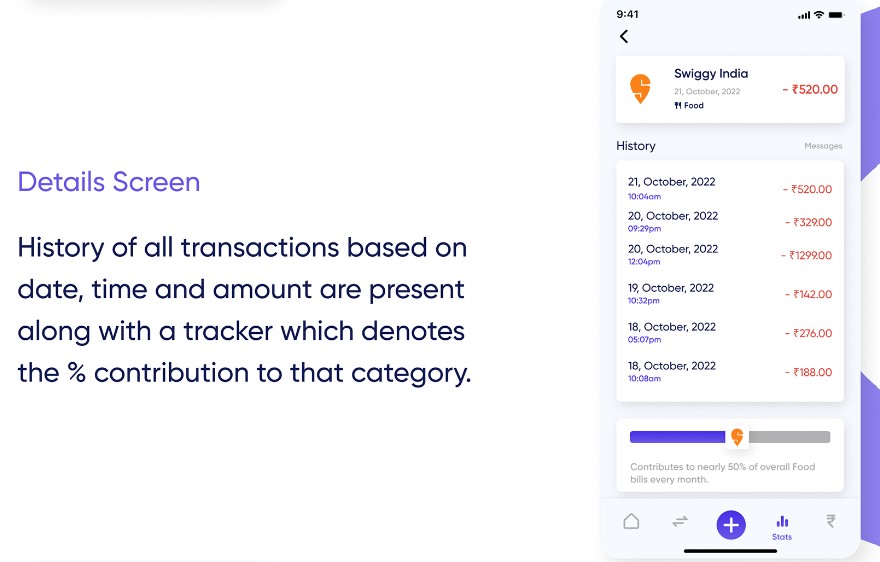 Details Screen
History of all transactions based on
date, time and amount are present
along with a tracker which denotes
the % contribution to that category.
9:41
Swiggy India
21, October, 2022
Food
- ₹520.00
History
Messages
21, October, 2022
10:04am
- ₹520.00
20, October, 2022
09:29pm
- ₹329.00
20, October, 2022
12:04pm
- ₹1299.00
19, October, 2022
10:32pm
- ₹142.00
18, October, 2022
05:07pm
- ₹276.00
18, October, 2022
10:08am
- ₹188.00
Contributes to nearly 50% of overall Food
bills every month.
Stats
₹